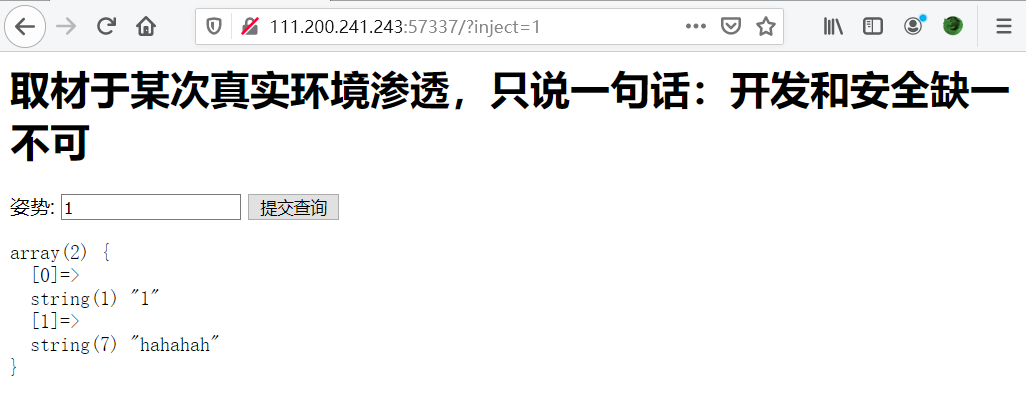 111.200.241.243:57337/?inject=1
取材于某次真实环境渗透，只说一句话：开发和安全缺一
不可
姿势: 1 提交查询
array(2) {
[0]=>
string(1) "1"
[1]=>
string(7) "hahahah"
}